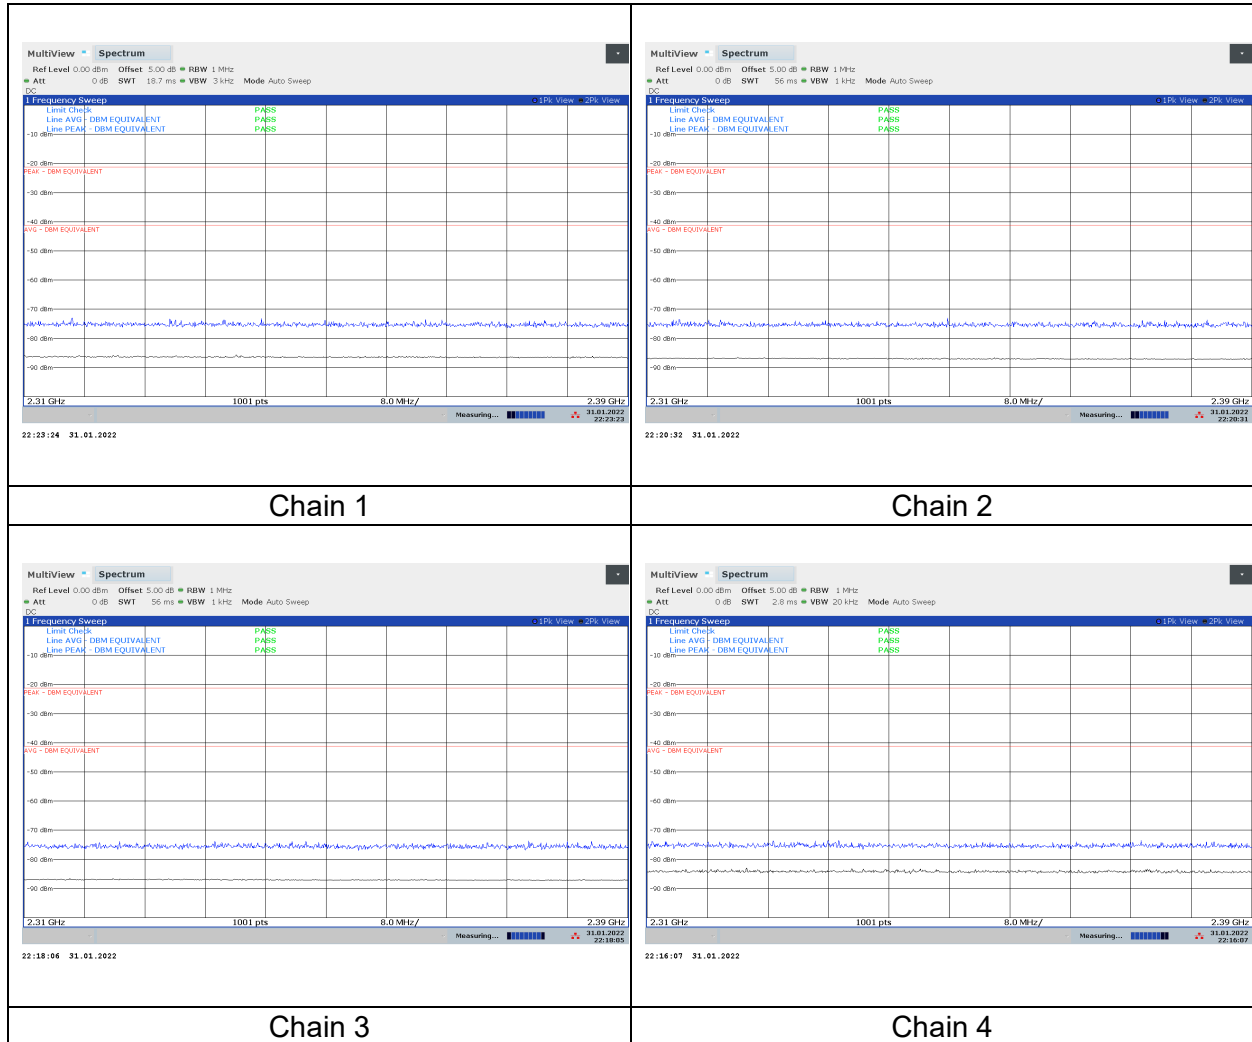 MultiView Spectrum
Ref Level 0.00 dBm Offset 5.00 dB RBW 1 MHz
Att 0 dB SWT 18.7 ms VBW 3 kHz Mode Auto Sweep
DC
1 Frequency Sweep 1Pk View 2Pk View
Limit Check PASS
Line AVG - DBM EQUIVALENT PASS
Line PEAK - DBM EQUIVALENT PASS
-10 dBm
-20 dBm
PEAK - DBM EQUIVALENT
-30 dBm
-40 dBm
AVG - DBM EQUIVALENT
-50 dBm
-60 dBm
-70 dBm
-80 dBm
-90 dBm
2.31 GHz 1001 pts 8.0 MHz/ 2.39 GHz
Measuring... 31.01.2022
22:23:23
22:23:24 31.01.2022
Chain 1
MultiView Spectrum
Ref Level 0.00 dBm Offset 5.00 dB RBW 1 MHz
Att 0 dB SWT 56 ms VBW 1 kHz Mode Auto Sweep
DC
1 Frequency Sweep 1Pk View 2Pk View
Limit Check PASS
Line AVG - DBM EQUIVALENT PASS
Line PEAK - DBM EQUIVALENT PASS
-10 dBm
-20 dBm
PEAK - DBM EQUIVALENT
-30 dBm
-40 dBm
AVG - DBM EQUIVALENT
-50 dBm
-60 dBm
-70 dBm
-80 dBm
-90 dBm
2.31 GHz 1001 pts 8.0 MHz/ 2.39 GHz
Measuring... 31.01.2022
22:20:31
22:20:32 31.01.2022
Chain 2
MultiView Spectrum
Ref Level 0.00 dBm Offset 5.00 dB RBW 1 MHz
Att 0 dB SWT 56 ms VBW 1 kHz Mode Auto Sweep
DC
1 Frequency Sweep 1Pk View 2Pk View
Limit Check PASS
Line AVG - DBM EQUIVALENT PASS
Line PEAK - DBM EQUIVALENT PASS
-10 dBm
-20 dBm
PEAK - DBM EQUIVALENT
-30 dBm
-40 dBm
AVG - DBM EQUIVALENT
-50 dBm
-60 dBm
-70 dBm
-80 dBm
-90 dBm
2.31 GHz 1001 pts 8.0 MHz/ 2.39 GHz
Measuring... 31.01.2022
22:18:05
22:18:06 31.01.2022
Chain 3
MultiView Spectrum
Ref Level 0.00 dBm Offset 5.00 dB RBW 1 MHz
Att 0 dB SWT 2.8 ms VBW 20 kHz Mode Auto Sweep
DC
1 Frequency Sweep 1Pk View 2Pk View
Limit Check PASS
Line AVG - DBM EQUIVALENT PASS
Line PEAK - DBM EQUIVALENT PASS
-10 dBm
-20 dBm
PEAK - DBM EQUIVALENT
-30 dBm
-40 dBm
AVG - DBM EQUIVALENT
-50 dBm
-60 dBm
-70 dBm
-80 dBm
-90 dBm
2.31 GHz 1001 pts 8.0 MHz/ 2.39 GHz
Measuring... 31.01.2022
22:16:07
22:16:07 31.01.2022
Chain 4